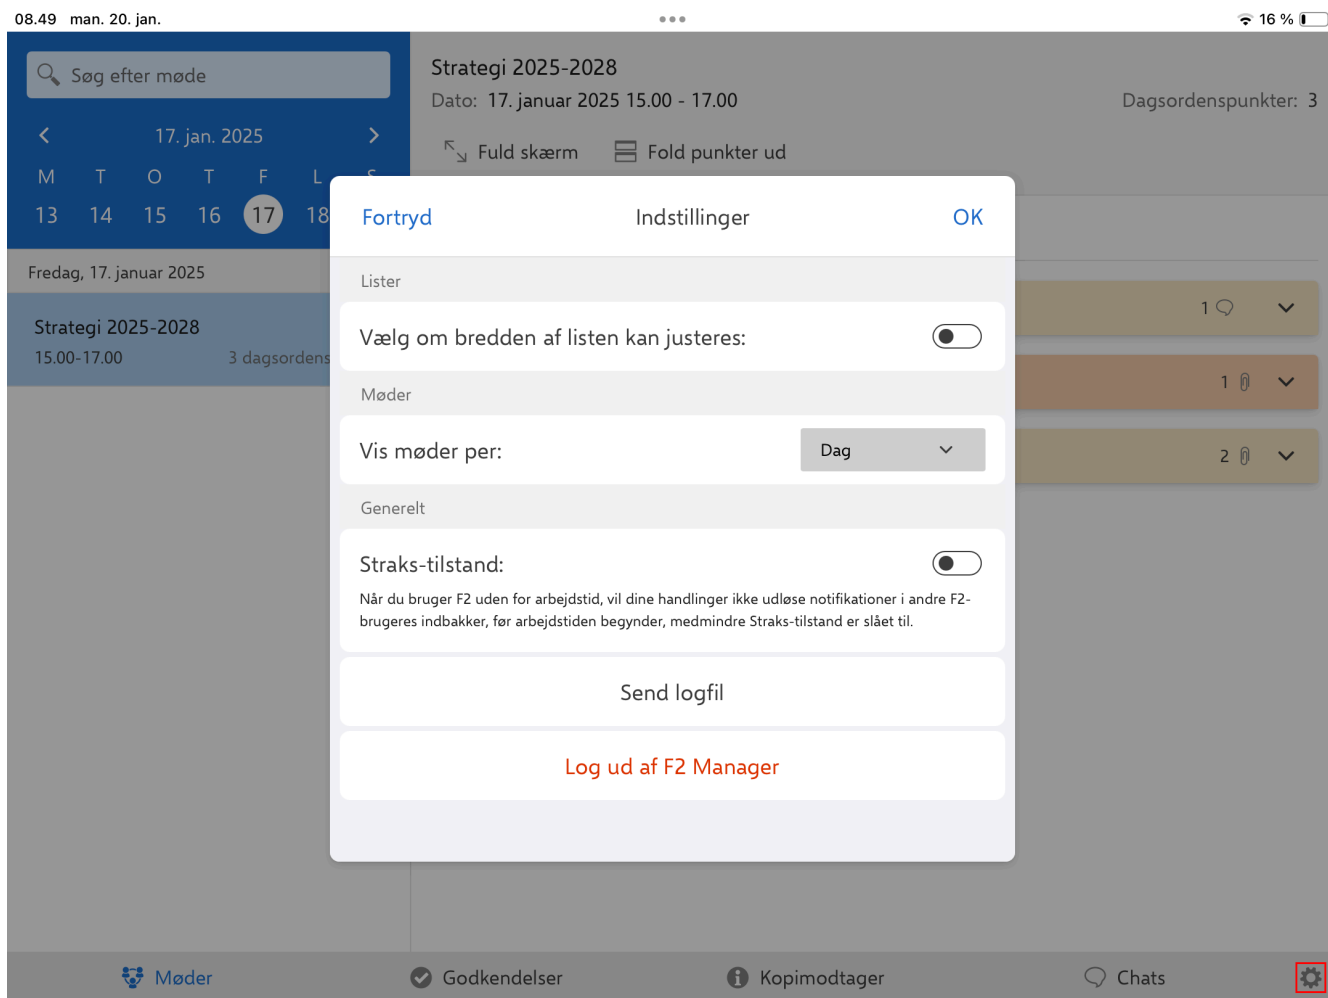 08.49 man. 20. jan.
16 %
Søg efter møde
17. jan. 2025
M T O T F L S
13 14 15 16 17 18
Fredag, 17. januar 2025
Strategi 2025-2028
15.00-17.00 3 dagsordens
Strategi 2025-2028
Dato: 17. januar 2025 15.00 - 17.00
Dagsordenspunkter: 3
Fuld skærm Fold punkter ud
1
1
2
Fortryd Indstillinger OK
Lister
Vælg om bredden af listen kan justeres:
Møder
Vis møder per: Dag
Generelt
Straks-tilstand:
Når du bruger F2 uden for arbejdstid, vil dine handlinger ikke udløse notifikationer i andre F2-
brugeres indbakker, før arbejdstiden begynder, medmindre Straks-tilstand er slået til.
Send logfil
Log ud af F2 Manager
Møder Godkendelser Kopimodtager Chats